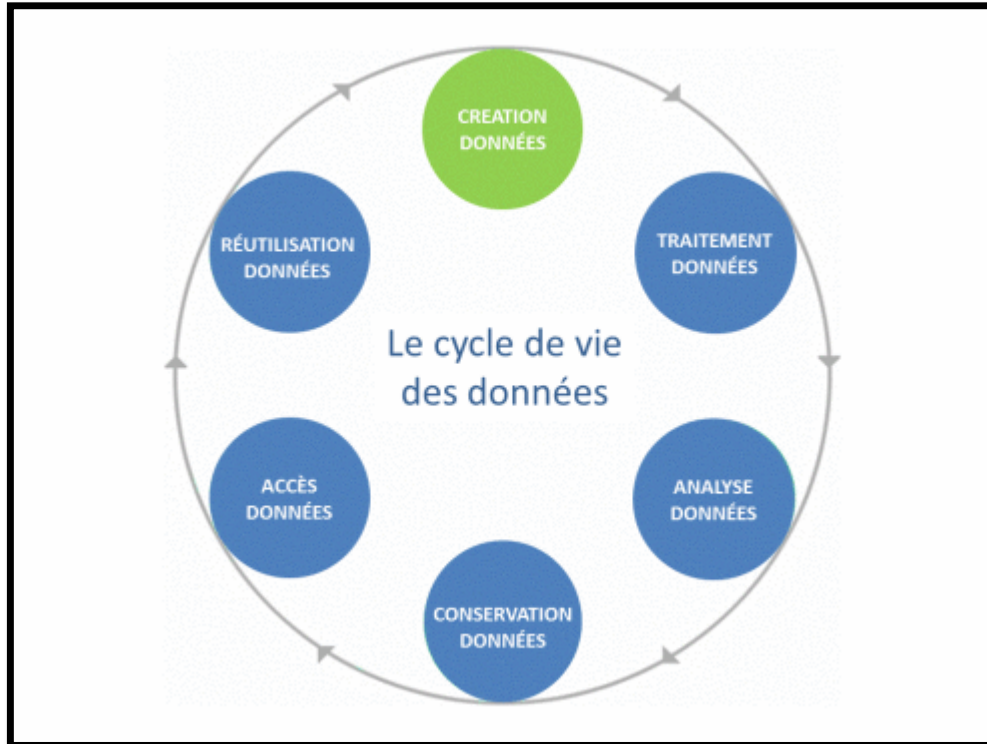 CREATION
DONNÉES
TRAITEMENT
DONNÉES
ANALYSE
DONNÉES
CONSERVATION
DONNÉES
ACCÈS
DONNÉES
RÉUTILISATION
DONNÉES
Le cycle de vie
des données